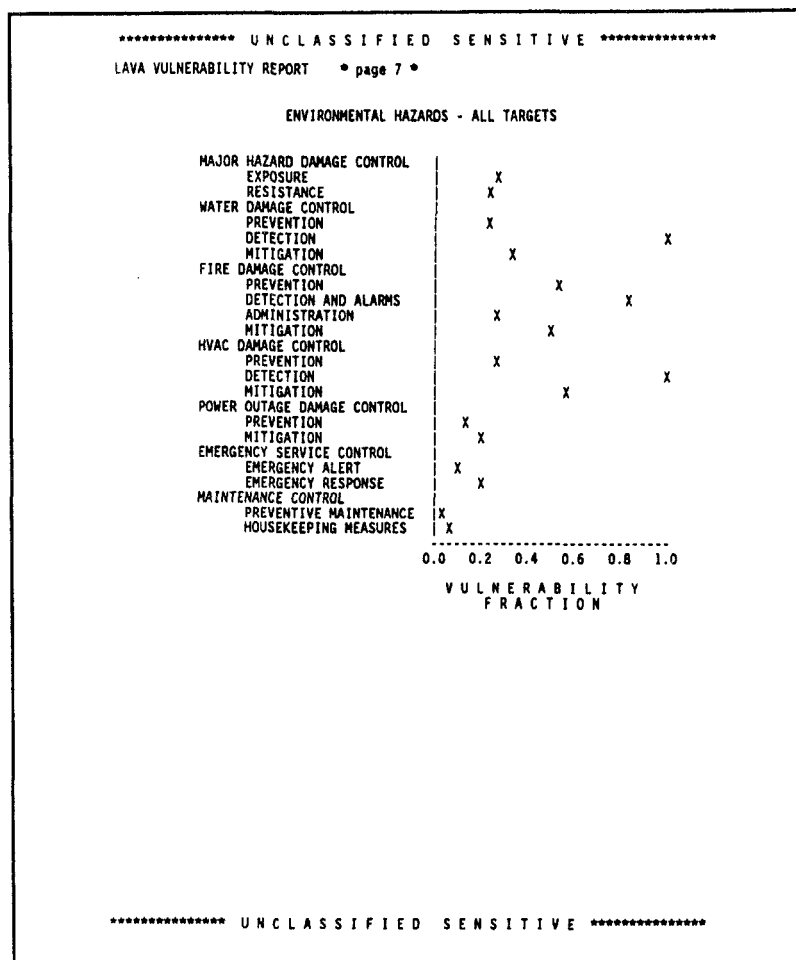 *************** U N C L A S S I F I E D   S E N S I T I V E ***************
LAVA VULNERABILITY REPORT * page 7 *
ENVIRONMENTAL HAZARDS - ALL TARGETS
MAJOR HAZARD DAMAGE CONTROL |
EXPOSURE | X
RESISTANCE | X
WATER DAMAGE CONTROL |
PREVENTION | X
DETECTION | X
MITIGATION | X
FIRE DAMAGE CONTROL |
PREVENTION | X
DETECTION AND ALARMS | X
ADMINISTRATION | X
MITIGATION | X
HVAC DAMAGE CONTROL |
PREVENTION | X
DETECTION | X
MITIGATION | X
POWER OUTAGE DAMAGE CONTROL |
PREVENTION | X
MITIGATION | X
EMERGENCY SERVICE CONTROL |
EMERGENCY ALERT | X
EMERGENCY RESPONSE | X
MAINTENANCE CONTROL |
PREVENTIVE MAINTENANCE |X
HOUSEKEEPING MEASURES | X
0.0 0.2 0.4 0.6 0.8 1.0
V U L N E R A B I L I T Y
F R A C T I O N
*************** U N C L A S S I F I E D   S E N S I T I V E ***************